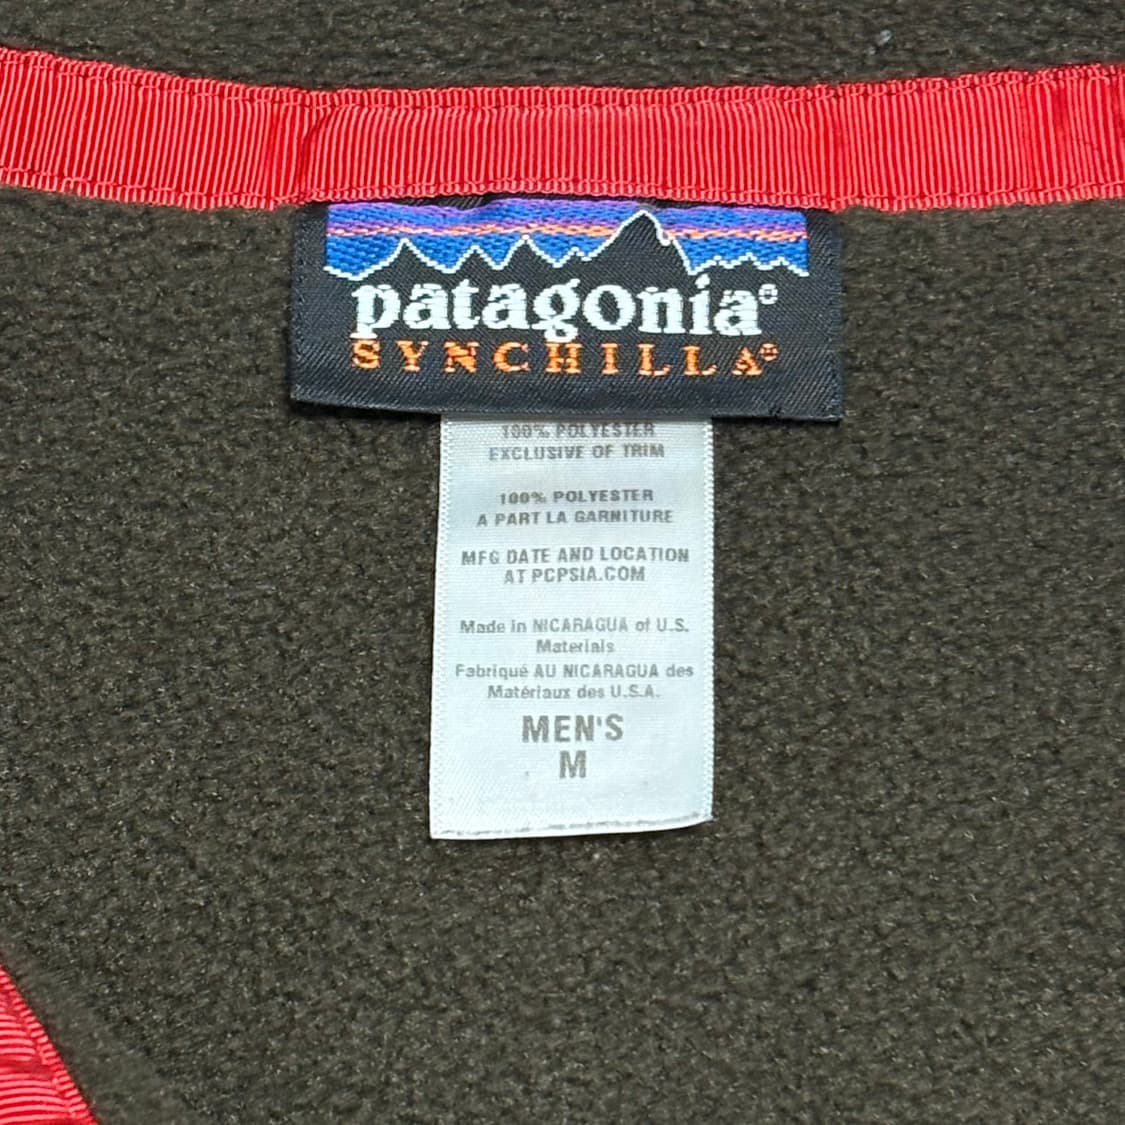 patagonia®
SYNCHILLA®
100% POLYESTER
EXCLUSIVE OF TRIM
100% POLYESTER
A PART LA GARNITURE
MFG DATE AND LOCATION
AT PCPSIA.COM
Made in NICARAGUA of U.S.
Materials
Fabriqué AU NICARAGUA des
Matériaux des U.S.A.
MEN'S
M